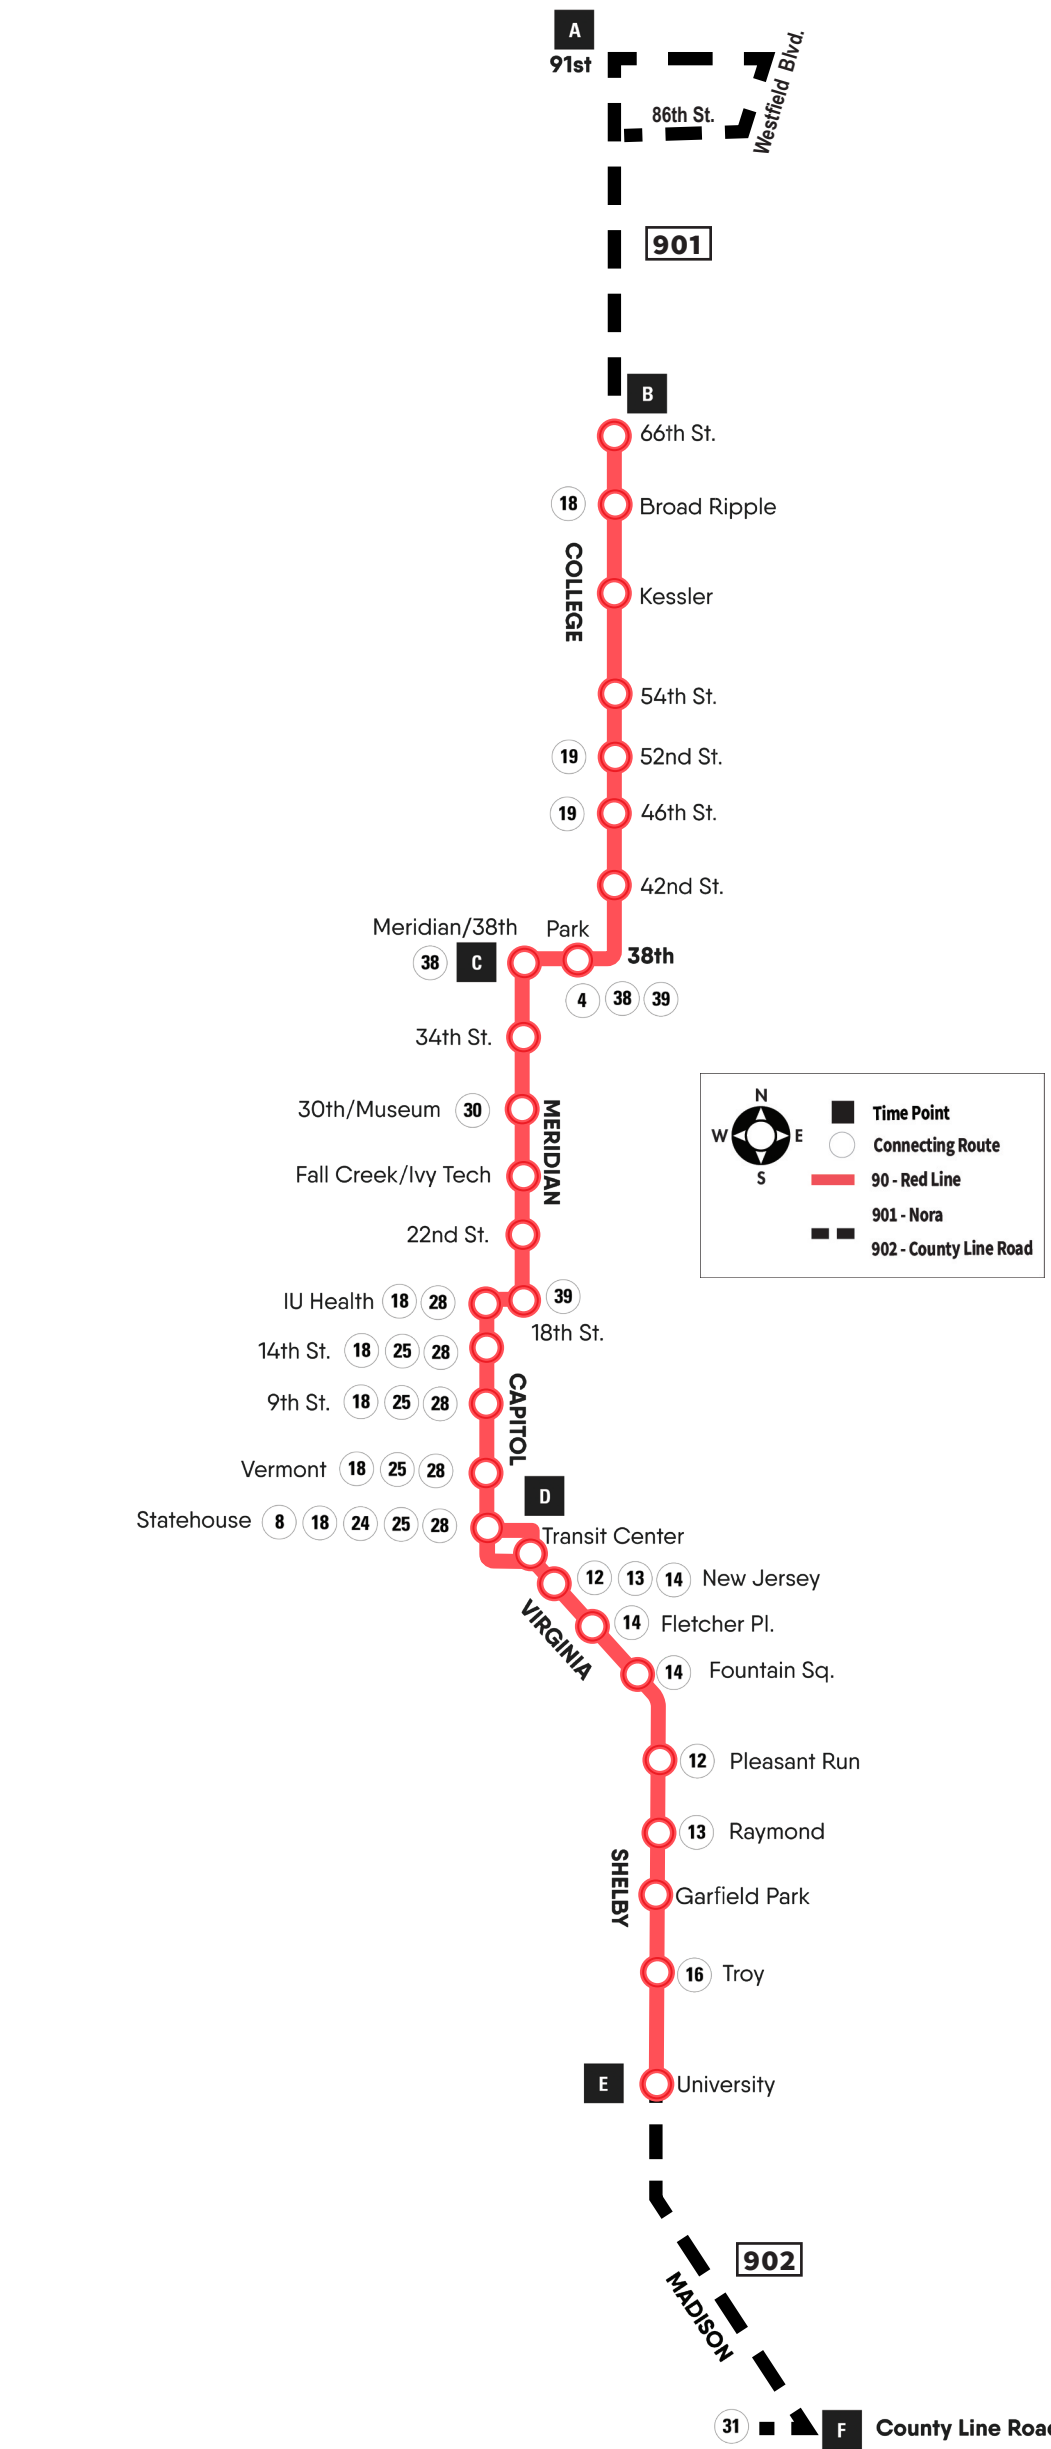 A
91st
Westfield Blvd.
86th St.
901
B
66th St.
18 Broad Ripple
COLLEGE
Kessler
54th St.
19 52nd St.
19 46th St.
42nd St.
Meridian/38th Park
38 C 38th
4 38 39
34th St.
30th/Museum 30
MERIDIAN
Fall Creek/Ivy Tech
22nd St.
N
W E
S
Time Point
Connecting Route
90 - Red Line
901 - Nora
902 - County Line Road
IU Health 18 28 39
18th St.
14th St. 18 25 28
CAPITOL
9th St. 18 25 28
Vermont 18 25 28
D
Statehouse 8 18 24 25 28
Transit Center
12 13 14 New Jersey
VIRGINIA
14 Fletcher Pl.
14 Fountain Sq.
12 Pleasant Run
13 Raymond
SHELBY
Garfield Park
16 Troy
E University
902
MADISON
31 F County Line Roa